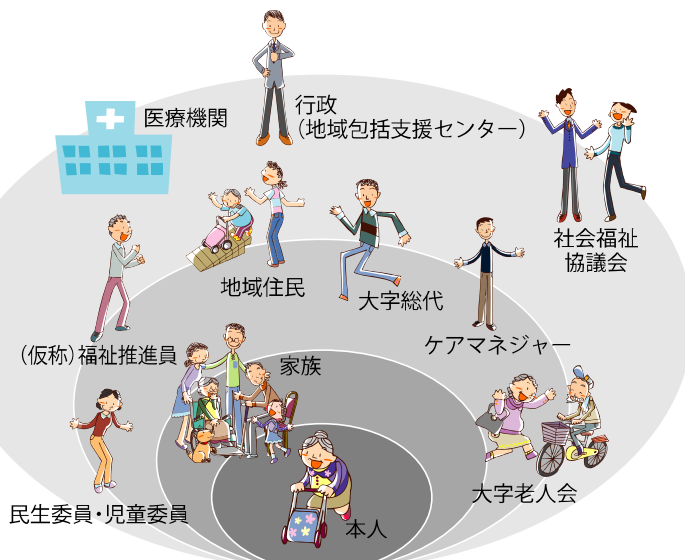 医療機関
行政
（地域包括支援センター）
社会福祉
協議会
地域住民
大字総代
ケアマネジャー
（仮称）福祉推進員
家族
大字老人会
民生委員・児童委員
本人